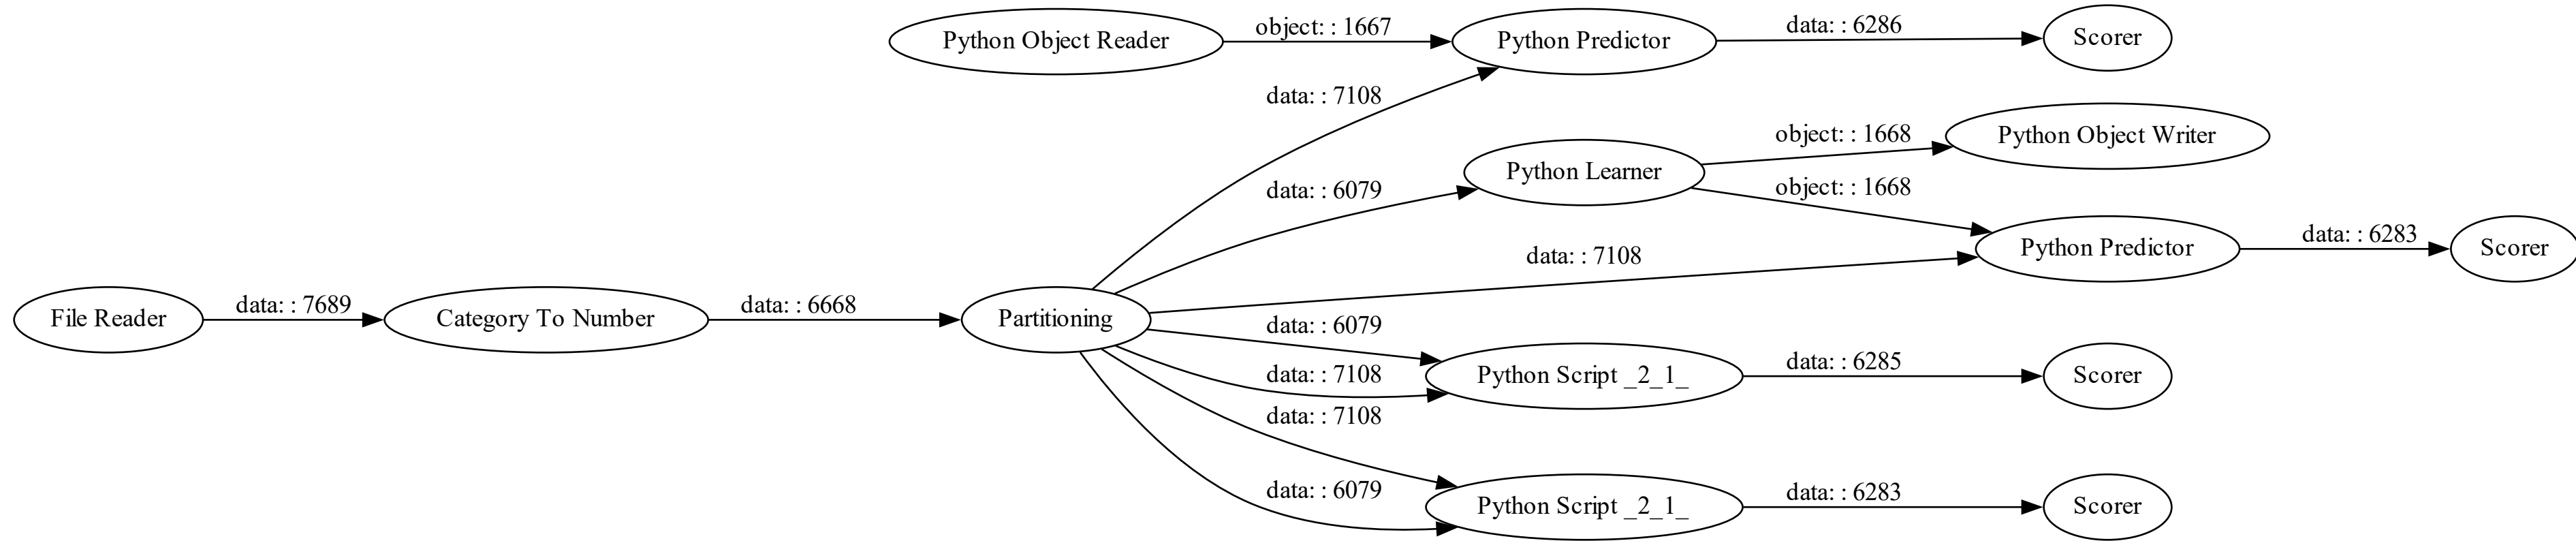 Python Object Reader
object: : 1667
Python Predictor
data: : 6286
Scorer
data: : 7108
Python Learner
object: : 1668
Python Object Writer
data: : 6079
object: : 1668
data: : 7108
Python Predictor
data: : 6283
Scorer
File Reader
data: : 7689
Category To Number
data: : 6668
Partitioning
data: : 6079
data: : 7108
Python Script _2_1_
data: : 6285
Scorer
data: : 7108
data: : 6079
Python Script _2_1_
data: : 6283
Scorer